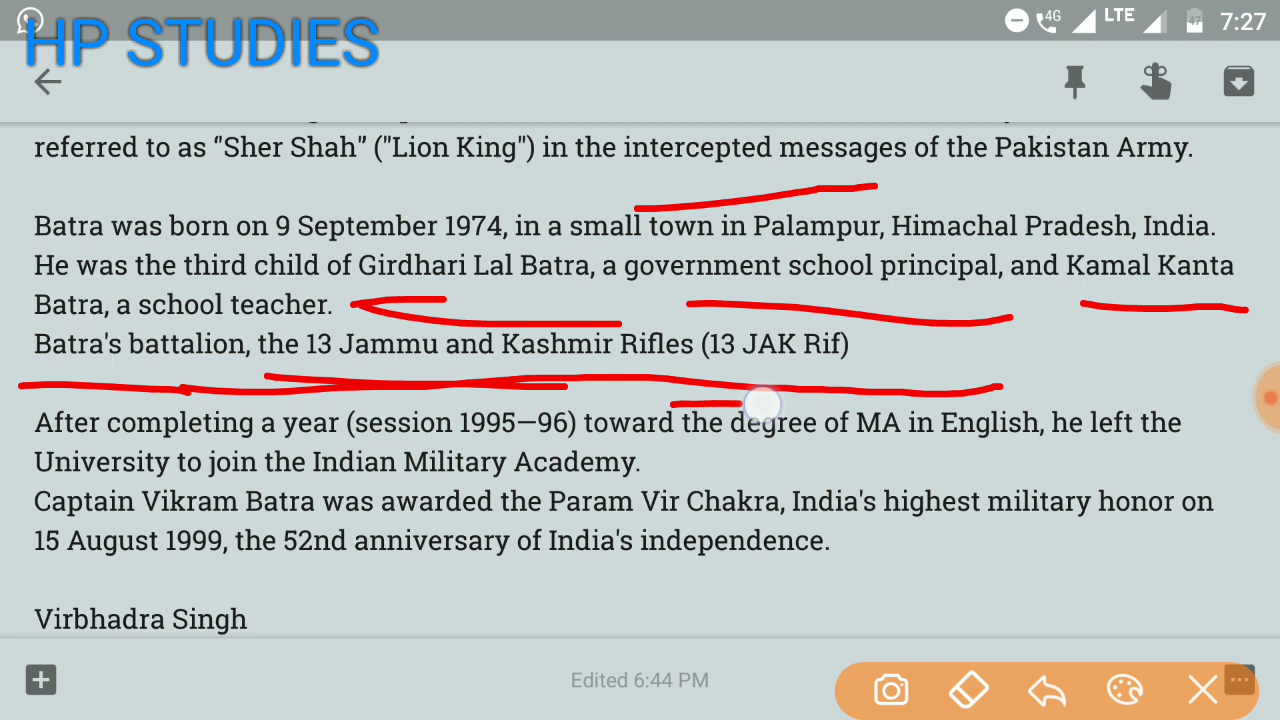 HP STUDIES
4G LTE 47 7:27
referred to as “Sher Shah” ("Lion King") in the intercepted messages of the Pakistan Army.
Batra was born on 9 September 1974, in a small town in Palampur, Himachal Pradesh, India.
He was the third child of Girdhari Lal Batra, a government school principal, and Kamal Kanta
Batra, a school teacher.
Batra's battalion, the 13 Jammu and Kashmir Rifles (13 JAK Rif)
After completing a year (session 1995—96) toward the degree of MA in English, he left the
University to join the Indian Military Academy.
Captain Vikram Batra was awarded the Param Vir Chakra, India's highest military honor on
15 August 1999, the 52nd anniversary of India's independence.
Virbhadra Singh
Edited 6:44 PM